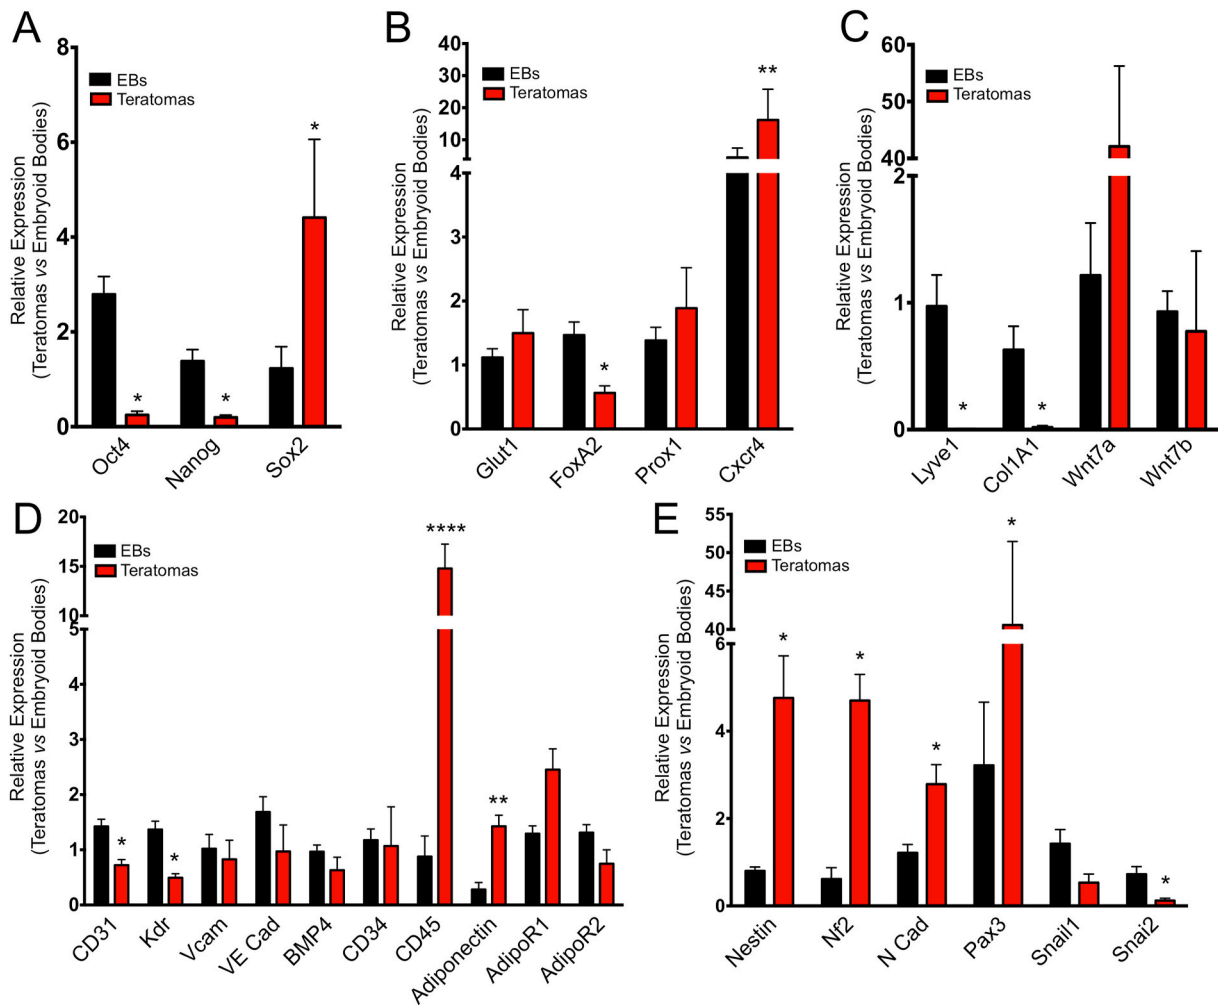 A
Relative Expression
(Teratomas vs Embryoid Bodies)
8
6
4
2
0
EBs
Teratomas
*
*
*
Oct4
Nanog
Sox2
B
Relative Expression
(Teratomas vs Embryoid Bodies)
40
30
20
10
4
3
2
1
0
EBs
Teratomas
**
*
Glut1
FoxA2
Prox1
Cxcr4
C
Relative Expression
(Teratomas vs Embryoid Bodies)
60
50
40
2
1
0
EBs
Teratomas
*
*
Lyve1
Col1A1
Wnt7a
Wnt7b
D
Relative Expression
(Teratomas vs Embryoid Bodies)
20
15
10
5
4
3
2
1
0
EBs
Teratomas
*
*
****
**
CD31
Kdr
Vcam
VE Cad
BMP4
CD34
CD45
Adiponectin
AdipoR1
AdipoR2
E
Relative Expression
(Teratomas vs Embryoid Bodies)
55
50
45
40
6
4
2
0
EBs
Teratomas
*
*
*
*
*
Nestin
Nf2
N Cad
Pax3
Snail1
Snai2